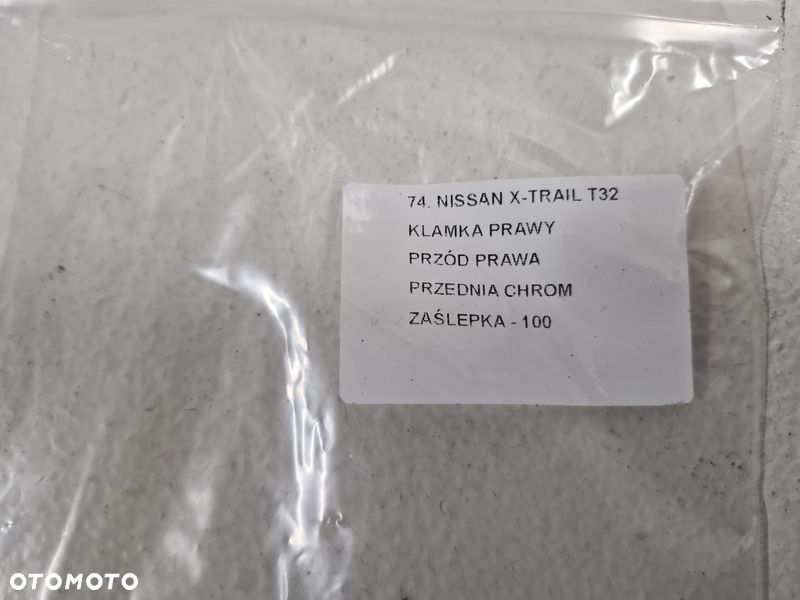 74. NISSAN X-TRAIL T32
KLAMKA PRAWY
PRZÓD PRAWA
PRZEDNIA CHROM
ZAŚLEPKA - 100
OTOMOTO